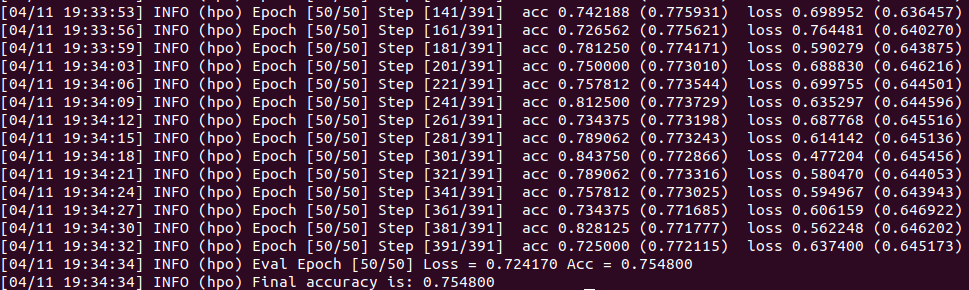 [04/11 19:33:53] INFO (hpo) Epoch [50/50] Step [141/391]  acc 0.742188 (0.775931)  loss 0.698952 (0.636457)
[04/11 19:33:56] INFO (hpo) Epoch [50/50] Step [161/391]  acc 0.726562 (0.775621)  loss 0.764481 (0.640270)
[04/11 19:33:59] INFO (hpo) Epoch [50/50] Step [181/391]  acc 0.781250 (0.774171)  loss 0.590279 (0.643875)
[04/11 19:34:03] INFO (hpo) Epoch [50/50] Step [201/391]  acc 0.750000 (0.773010)  loss 0.688830 (0.646216)
[04/11 19:34:06] INFO (hpo) Epoch [50/50] Step [221/391]  acc 0.757812 (0.773544)  loss 0.699755 (0.644501)
[04/11 19:34:09] INFO (hpo) Epoch [50/50] Step [241/391]  acc 0.812500 (0.773729)  loss 0.635297 (0.644596)
[04/11 19:34:12] INFO (hpo) Epoch [50/50] Step [261/391]  acc 0.734375 (0.773198)  loss 0.687768 (0.645516)
[04/11 19:34:15] INFO (hpo) Epoch [50/50] Step [281/391]  acc 0.789062 (0.773243)  loss 0.614142 (0.645136)
[04/11 19:34:18] INFO (hpo) Epoch [50/50] Step [301/391]  acc 0.843750 (0.772866)  loss 0.477204 (0.645456)
[04/11 19:34:21] INFO (hpo) Epoch [50/50] Step [321/391]  acc 0.789062 (0.773316)  loss 0.580470 (0.644053)
[04/11 19:34:24] INFO (hpo) Epoch [50/50] Step [341/391]  acc 0.757812 (0.773025)  loss 0.594967 (0.643943)
[04/11 19:34:27] INFO (hpo) Epoch [50/50] Step [361/391]  acc 0.734375 (0.771685)  loss 0.606159 (0.646922)
[04/11 19:34:30] INFO (hpo) Epoch [50/50] Step [381/391]  acc 0.828125 (0.771777)  loss 0.562248 (0.646202)
[04/11 19:34:32] INFO (hpo) Epoch [50/50] Step [391/391]  acc 0.725000 (0.772115)  loss 0.637400 (0.645173)
[04/11 19:34:34] INFO (hpo) Eval Epoch [50/50] Loss = 0.724170 Acc = 0.754800
[04/11 19:34:34] INFO (hpo) Final accuracy is: 0.754800